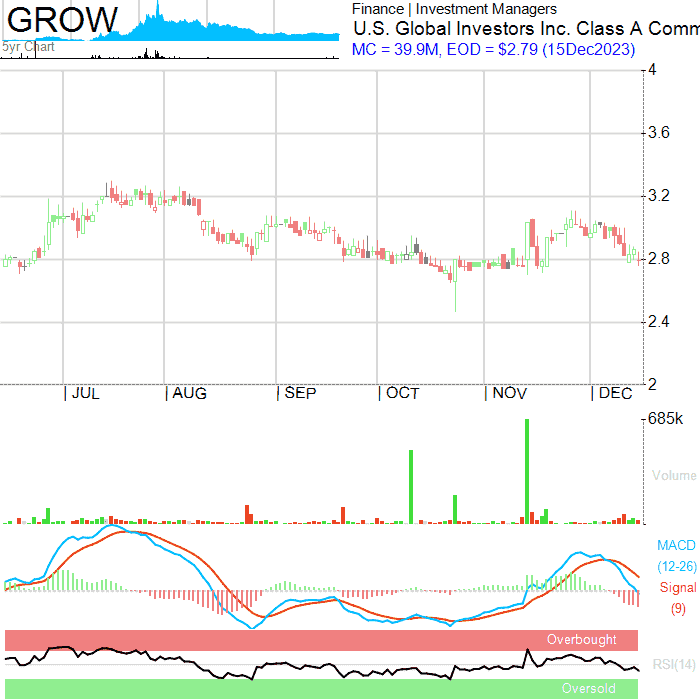 GROW
5yr Chart
Finance | Investment Managers
U.S. Global Investors Inc. Class A Comm
MC = 39.9M, EOD = $2.79 (15Dec2023)
4
3.6
3.2
2.8
2.4
2
JUL
AUG
SEP
OCT
NOV
DEC
685k
Volume
MACD
(12-26)
Signal
(9)
Overbought
RSI(14)
Oversold